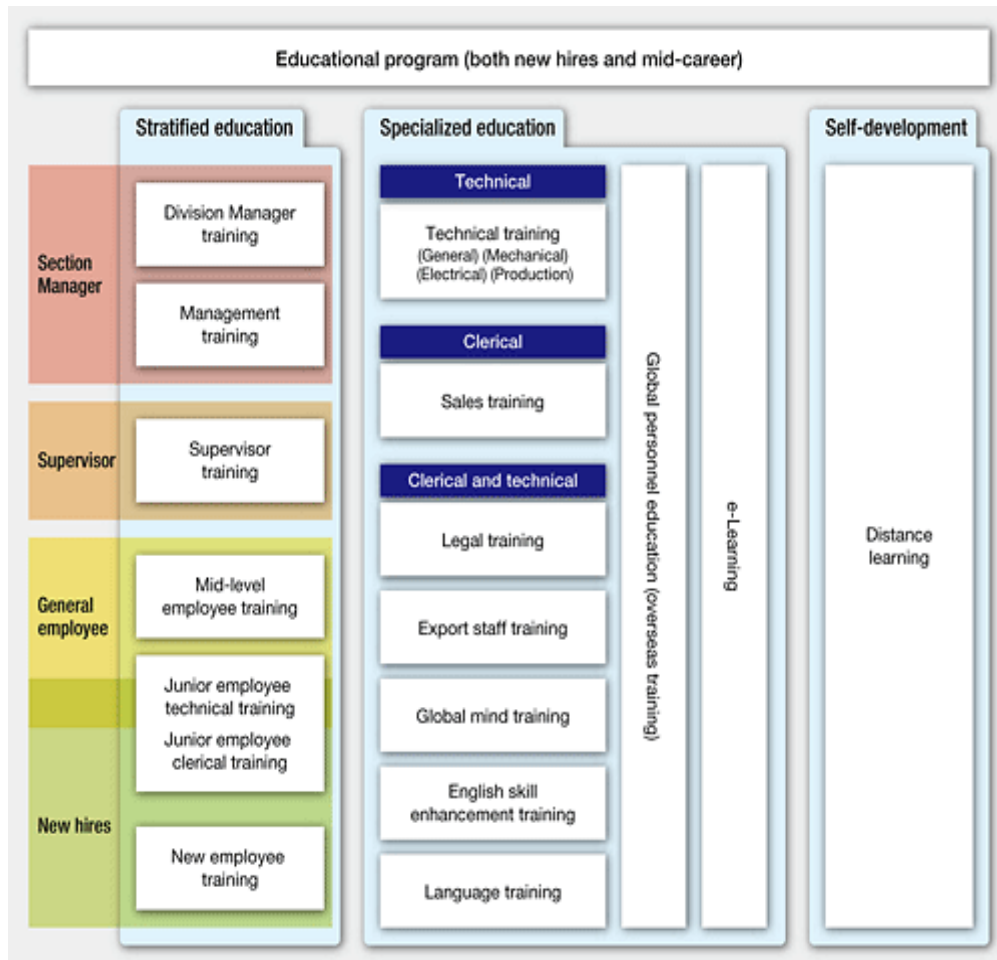 Educational program (both new hires and mid-career)
Stratified education
Section
Manager
Division Manager
training
Management
training
Supervisor
Supervisor
training
General
employee
Mid-level
employee training
Junior employee
technical training
Junior employee
clerical training
New hires
New employee
training
Specialized education
Technical
Technical training
(General) (Mechanical)
(Electrical) (Production)
Clerical
Sales training
Clerical and technical
Legal training
Export staff training
Global mind training
English skill
enhancement training
Language training
Global personnel education (overseas training)
e-Learning
Self-development
Distance
learning